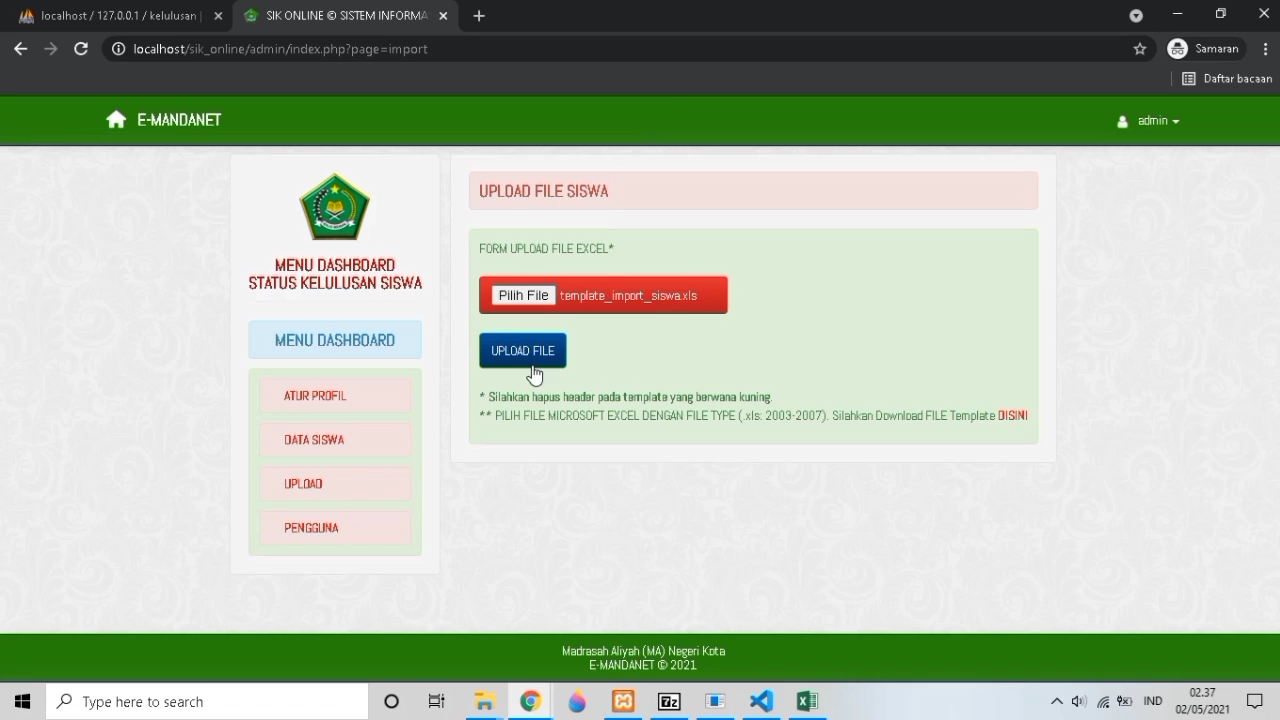 localhost / 127.0.0.1 / kelulusan |
SIK ONLINE © SISTEM INFORMA
localhost/sik_online/admin/index.php?page=import
Samaran
Daftar bacaan
E-MANDANET
admin
MENU DASHBOARD
STATUS KELULUSAN SISWA
MENU DASHBOARD
ATUR PROFIL
DATA SISWA
UPLOAD
PENGGUNA
UPLOAD FILE SISWA
FORM UPLOAD FILE EXCEL*
Pilih File template_import_siswa.xls
UPLOAD FILE
* Silahkan hapus header pada template yang berwana kuning.
** PILIH FILE MICROSOFT EXCEL DENGAN FILE TYPE (.xls: 2003-2007). Silahkan Download FILE Template DISINI
Madrasah Aliyah (MA) Negeri Kota
E-MANDANET © 2021
Type here to search
7z
IND
02.37
02/05/2021